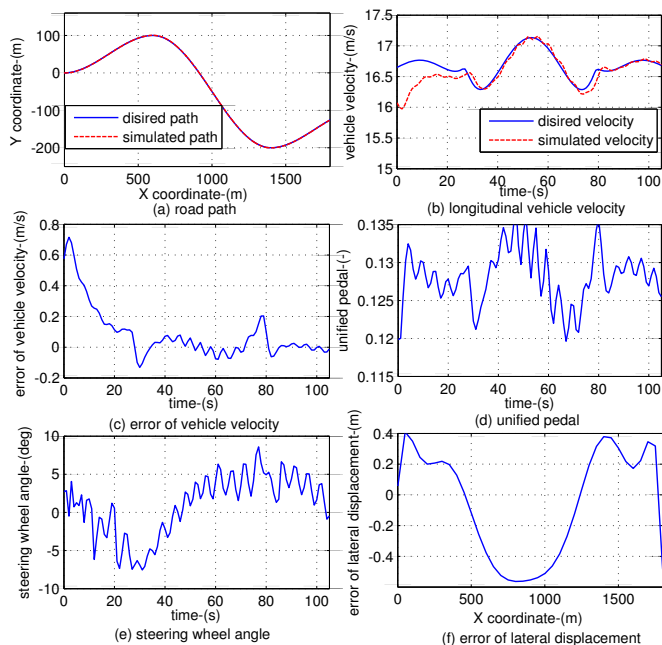 100
0
-100
-200
Y coordinate-(m)
disired path
simulated path
0
500
1000
1500
X coordinate-(m)
(a) road path
17.5
17
16.5
16
15.5
15
vehicle velocity-(m/s)
disired velocity
simulated velocity
0
20
40
60
80
100
time-(s)
(b) longitudinal vehicle velocity
0.8
0.6
0.4
0.2
0
-0.2
error of vehicle velocity-(m/s)
0
20
40
60
80
100
time-(s)
(c) error of vehicle velocity
0.135
0.13
0.125
0.12
0.115
unified pedal-(-)
0
20
40
60
80
100
time-(s)
(d) unified pedal
10
5
0
-5
-10
steering wheel angle-(deg)
0
20
40
60
80
100
time-(s)
(e) steering wheel angle
0.4
0.2
0
-0.2
-0.4
error of lateral displacement-(m)
0
500
1000
1500
X coordinate-(m)
(f) error of lateral displacement